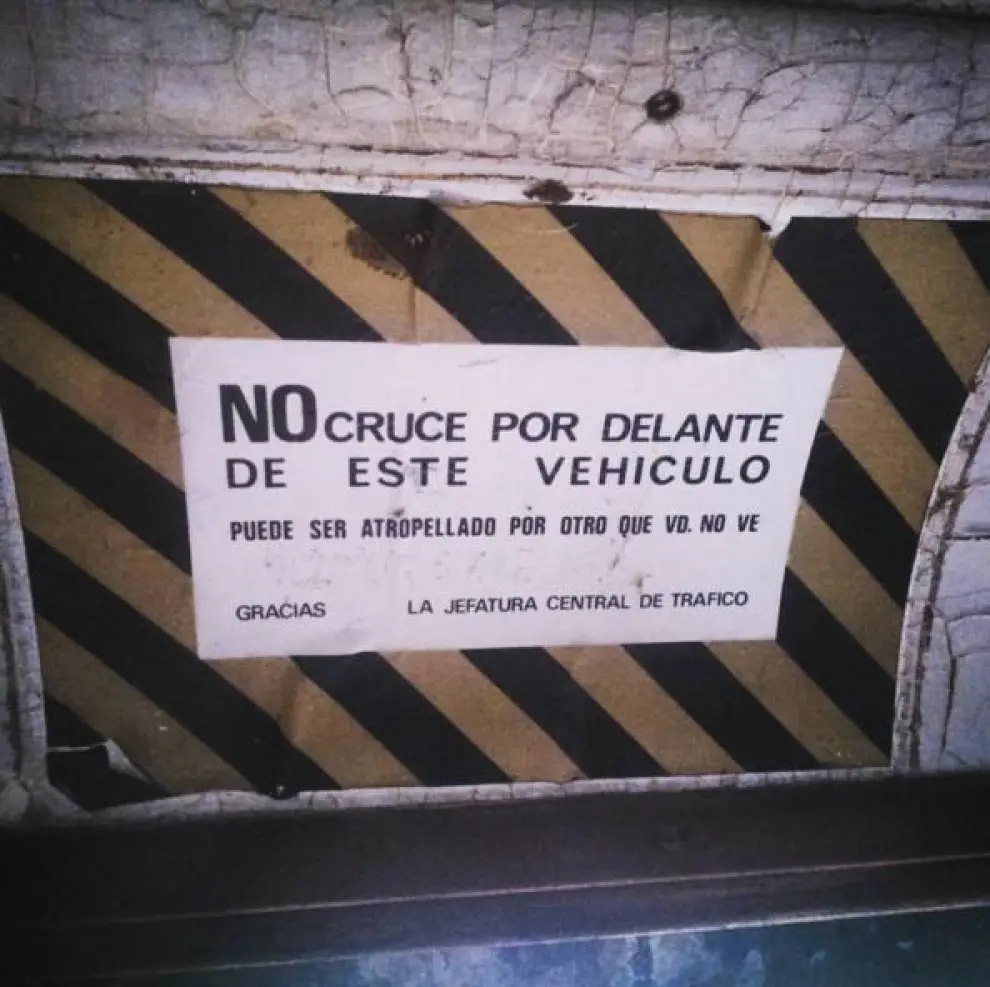 NO CRUCE POR DELANTE
DE ESTE VEHICULO
PUEDE SER ATROPELLADO POR OTRO QUE VD. NO VE
GRACIAS LA JEFATURA CENTRAL DE TRAFICO